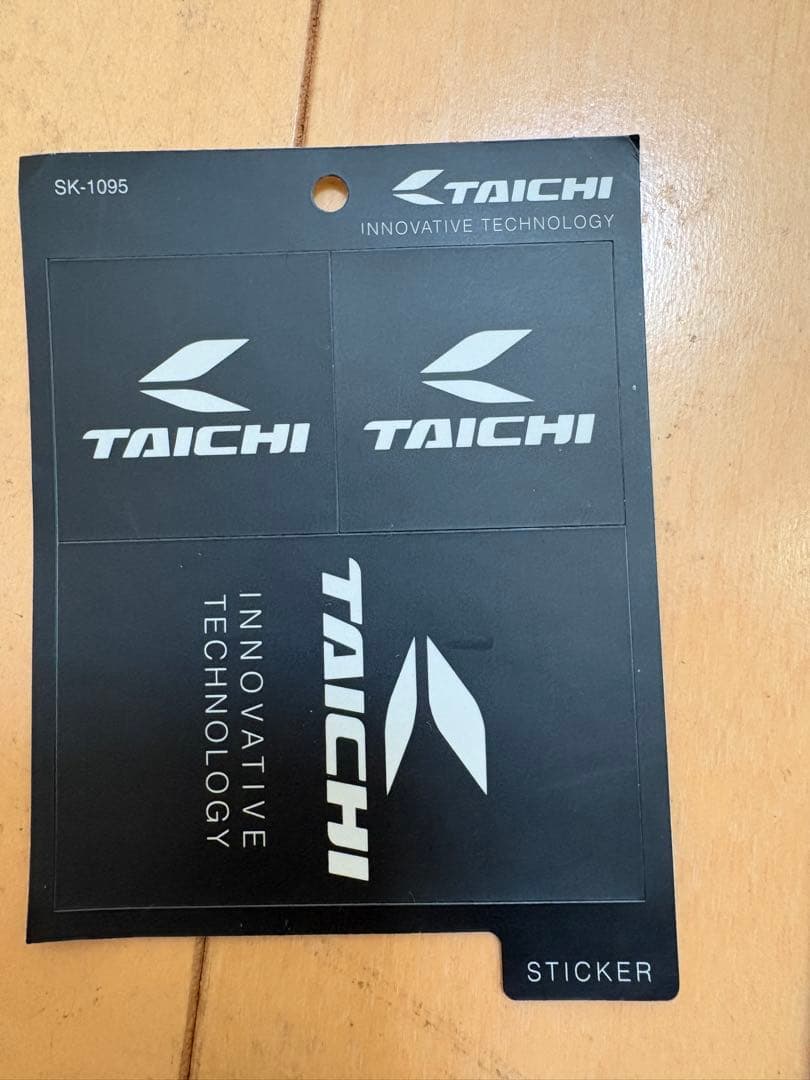 SK-1095
TAICHI
INNOVATIVE TECHNOLOGY
TAICHI
TAICHI
TAICHI
INNOVATIVE
TECHNOLOGY
STICKER